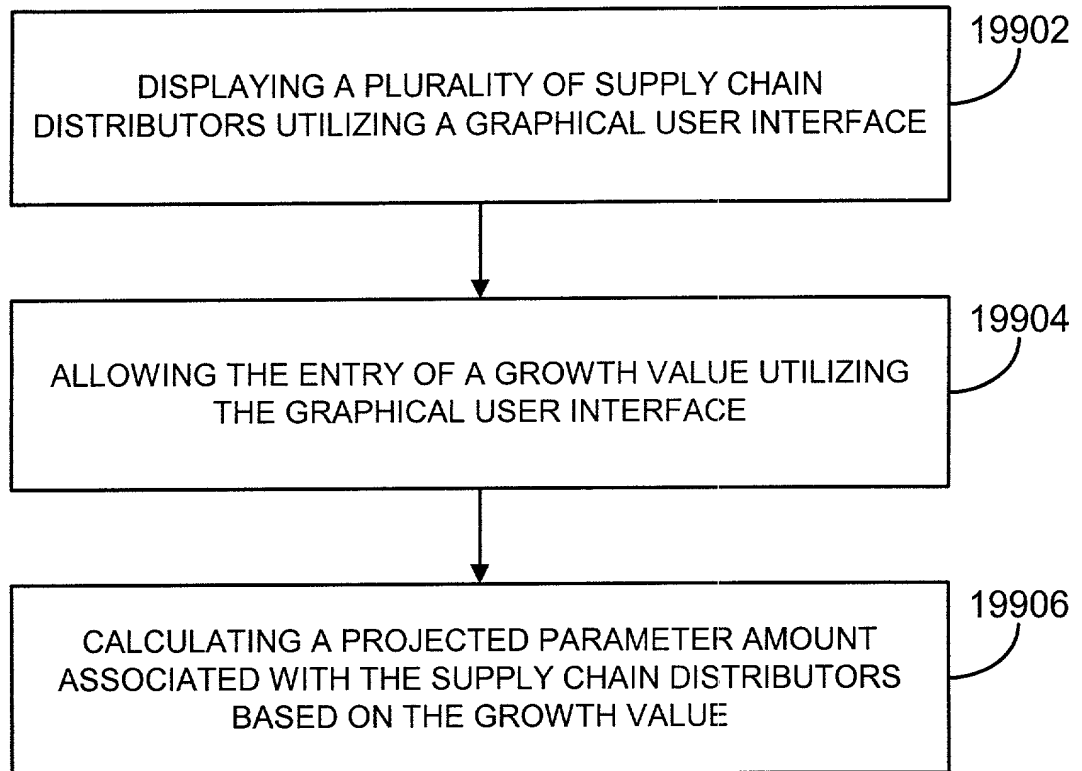 19902
DISPLAYING A PLURALITY OF SUPPLY CHAIN
DISTRIBUTORS UTILIZING A GRAPHICAL USER INTERFACE
19904
ALLOWING THE ENTRY OF A GROWTH VALUE UTILIZING
THE GRAPHICAL USER INTERFACE
19906
CALCULATING A PROJECTED PARAMETER AMOUNT
ASSOCIATED WITH THE SUPPLY CHAIN DISTRIBUTORS
BASED ON THE GROWTH VALUE